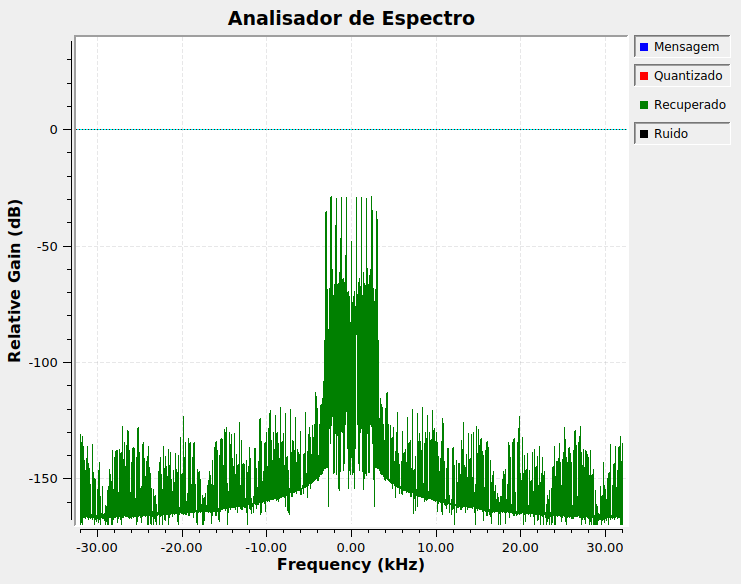 Analisador de Espectro
Mensagem
Quantizado
Recuperado
Ruido
Relative Gain (dB)
0
-50
-100
-150
-30.00 -20.00 -10.00 0.00 10.00 20.00 30.00
Frequency (kHz)